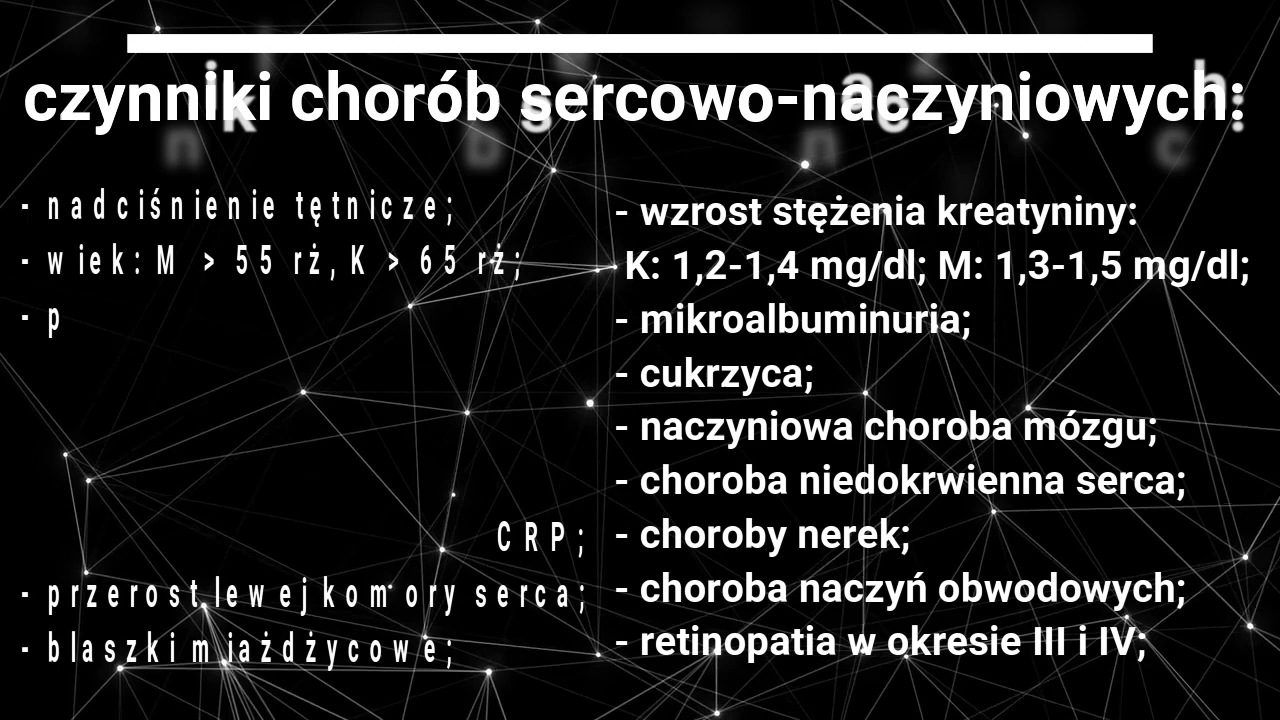 czynniki chorób sercowo-naczyniowych:
- nadciśnienie tętnicze;
- wiek: M > 55 rż, K > 65 rż;
- p
CRP;
- przerost lewej komory serca;
- blaszki miażdżycowe;
- wzrost stężenia kreatyniny:
K: 1,2-1,4 mg/dl; M: 1,3-1,5 mg/dl;
- mikroalbuminuria;
- cukrzyca;
- naczyniowa choroba mózgu;
- choroba niedokrwienna serca;
- choroby nerek;
- choroba naczyń obwodowych;
- retinopatia w okresie III i IV;